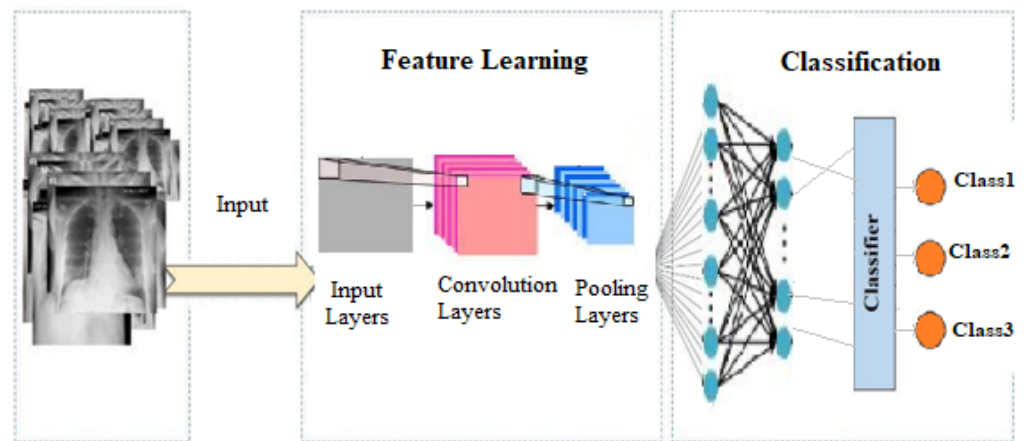 Feature Learning
Classification
Input
Input
Layers
Convolution
Layers
Pooling
Layers
Classifier
Class1
Class2
Class3